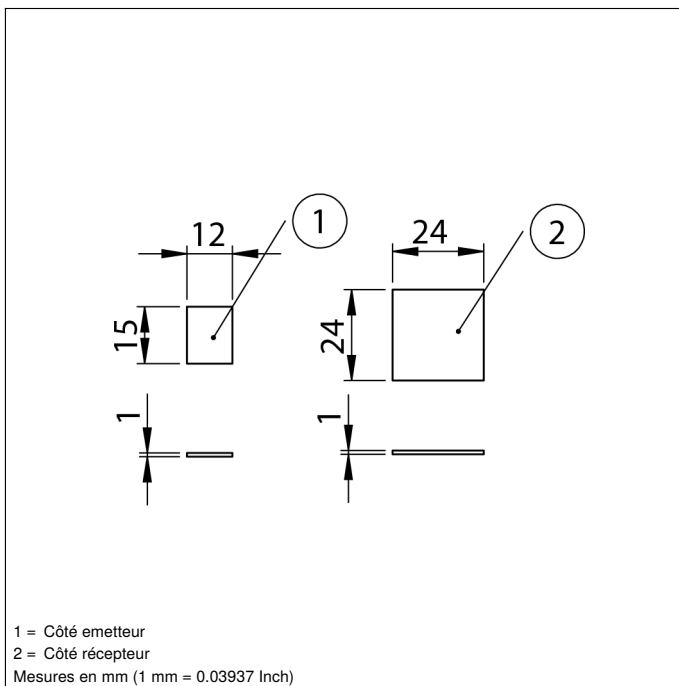 1
12
15
1
2
24
24
1
1 = Côté emetteur
2 = Côté récepteur
Mesures en mm (1 mm = 0.03937 Inch)